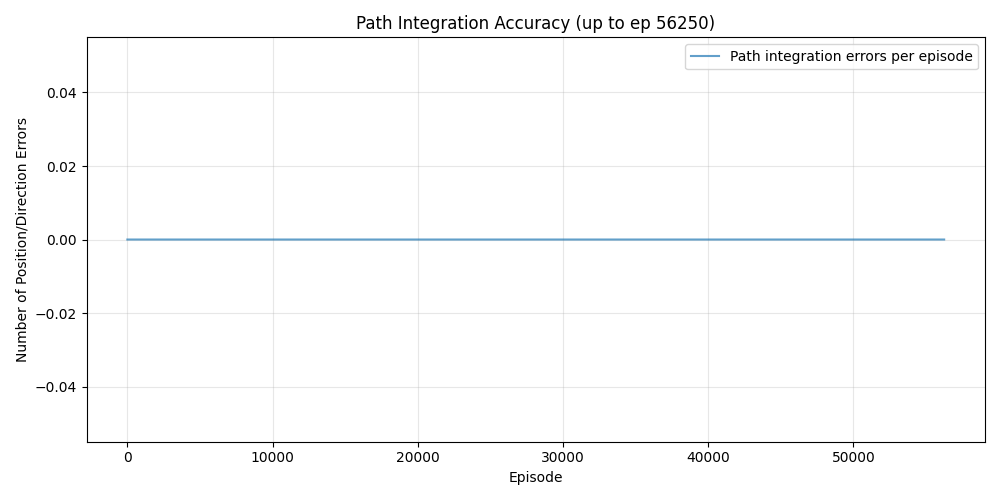 Path Integration Accuracy (up to ep 56250)
Path integration errors per episode
Number of Position/Direction Errors
0.04
0.02
0.00
−0.02
−0.04
0
10000
20000
30000
40000
50000
Episode